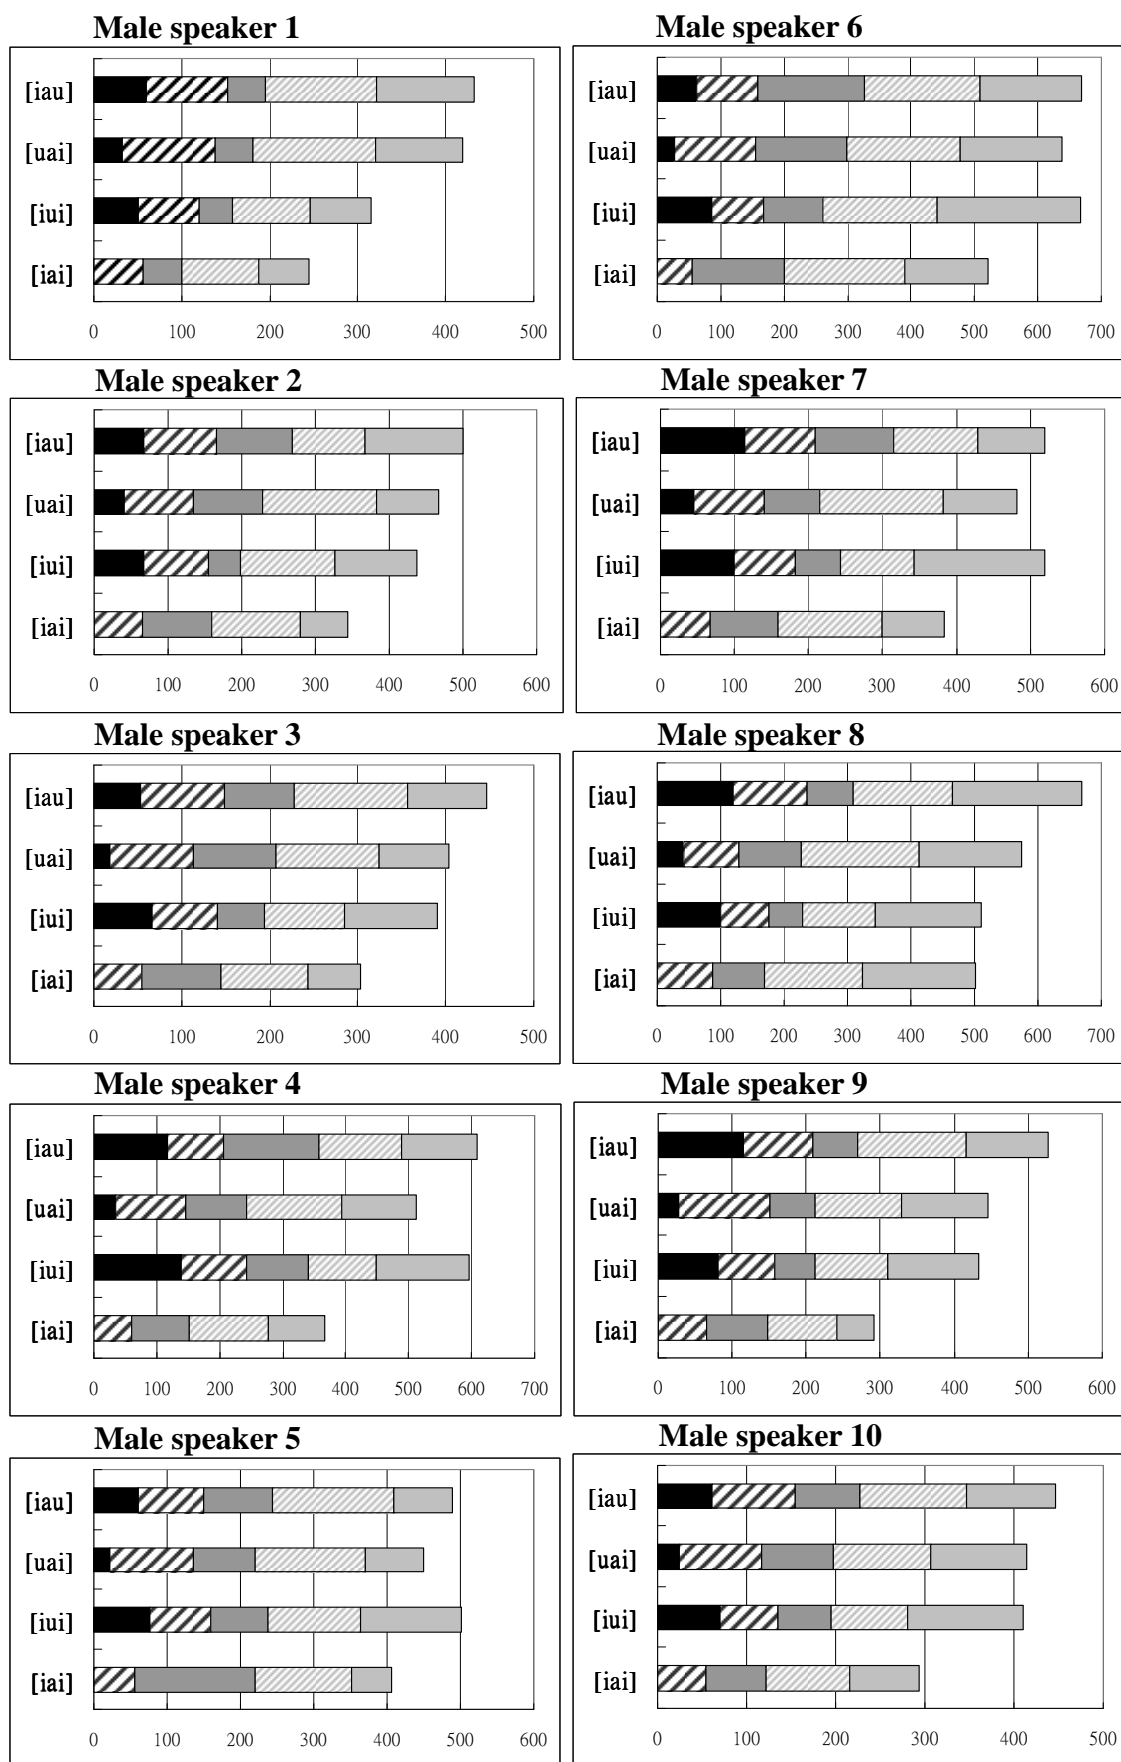 Male speaker 1
[iau]
[uai]
[iui]
[iai]
0 100 200 300 400 500
Male speaker 6
[iau]
[uai]
[iui]
[iai]
0 100 200 300 400 500 600 700
Male speaker 2
[iau]
[uai]
[iui]
[iai]
0 100 200 300 400 500 600
Male speaker 7
[iau]
[uai]
[iui]
[iai]
0 100 200 300 400 500 600
Male speaker 3
[iau]
[uai]
[iui]
[iai]
0 100 200 300 400 500
Male speaker 8
[iau]
[uai]
[iui]
[iai]
0 100 200 300 400 500 600 700
Male speaker 4
[iau]
[uai]
[iui]
[iai]
0 100 200 300 400 500 600 700
Male speaker 9
[iau]
[uai]
[iui]
[iai]
0 100 200 300 400 500 600
Male speaker 5
[iau]
[uai]
[iui]
[iai]
0 100 200 300 400 500 600
Male speaker 10
[iau]
[uai]
[iui]
[iai]
0 100 200 300 400 500